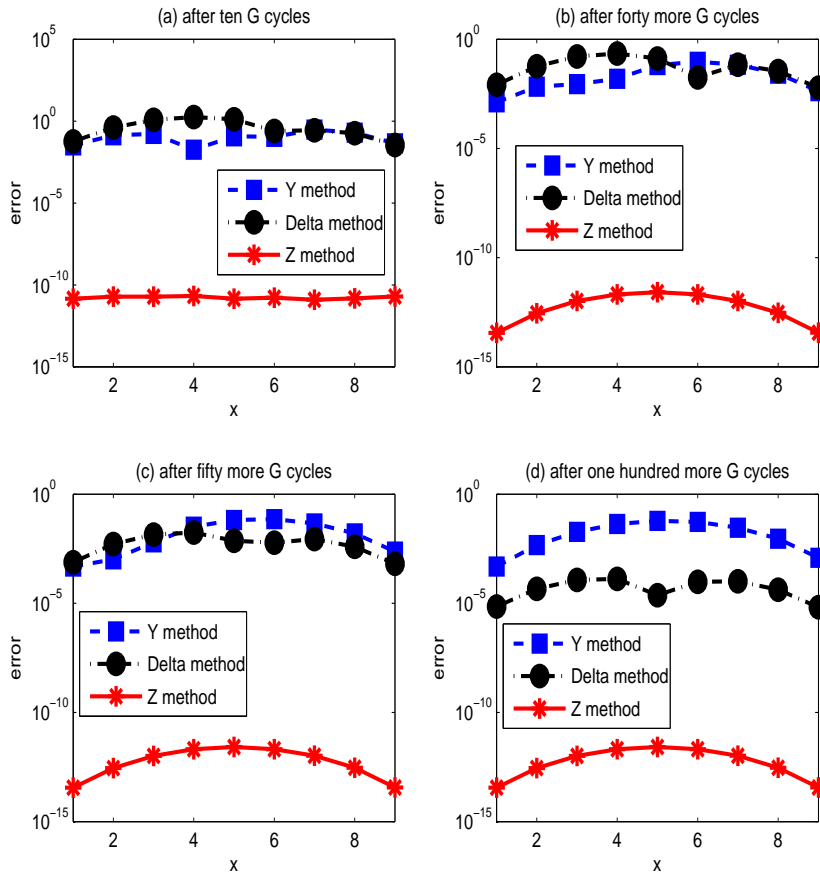 (a) after ten G cycles
10^5
10^0
10^-5
10^-10
10^-15
error
2 4 6 8
x
Y method
Delta method
Z method
(b) after forty more G cycles
10^0
10^-5
10^-10
10^-15
error
2 4 6 8
x
Y method
Delta method
Z method
(c) after fifty more G cycles
10^0
10^-5
10^-10
10^-15
error
2 4 6 8
x
Y method
Delta method
Z method
(d) after one hundred more G cycles
10^0
10^-5
10^-10
10^-15
error
2 4 6 8
x
Y method
Delta method
Z method